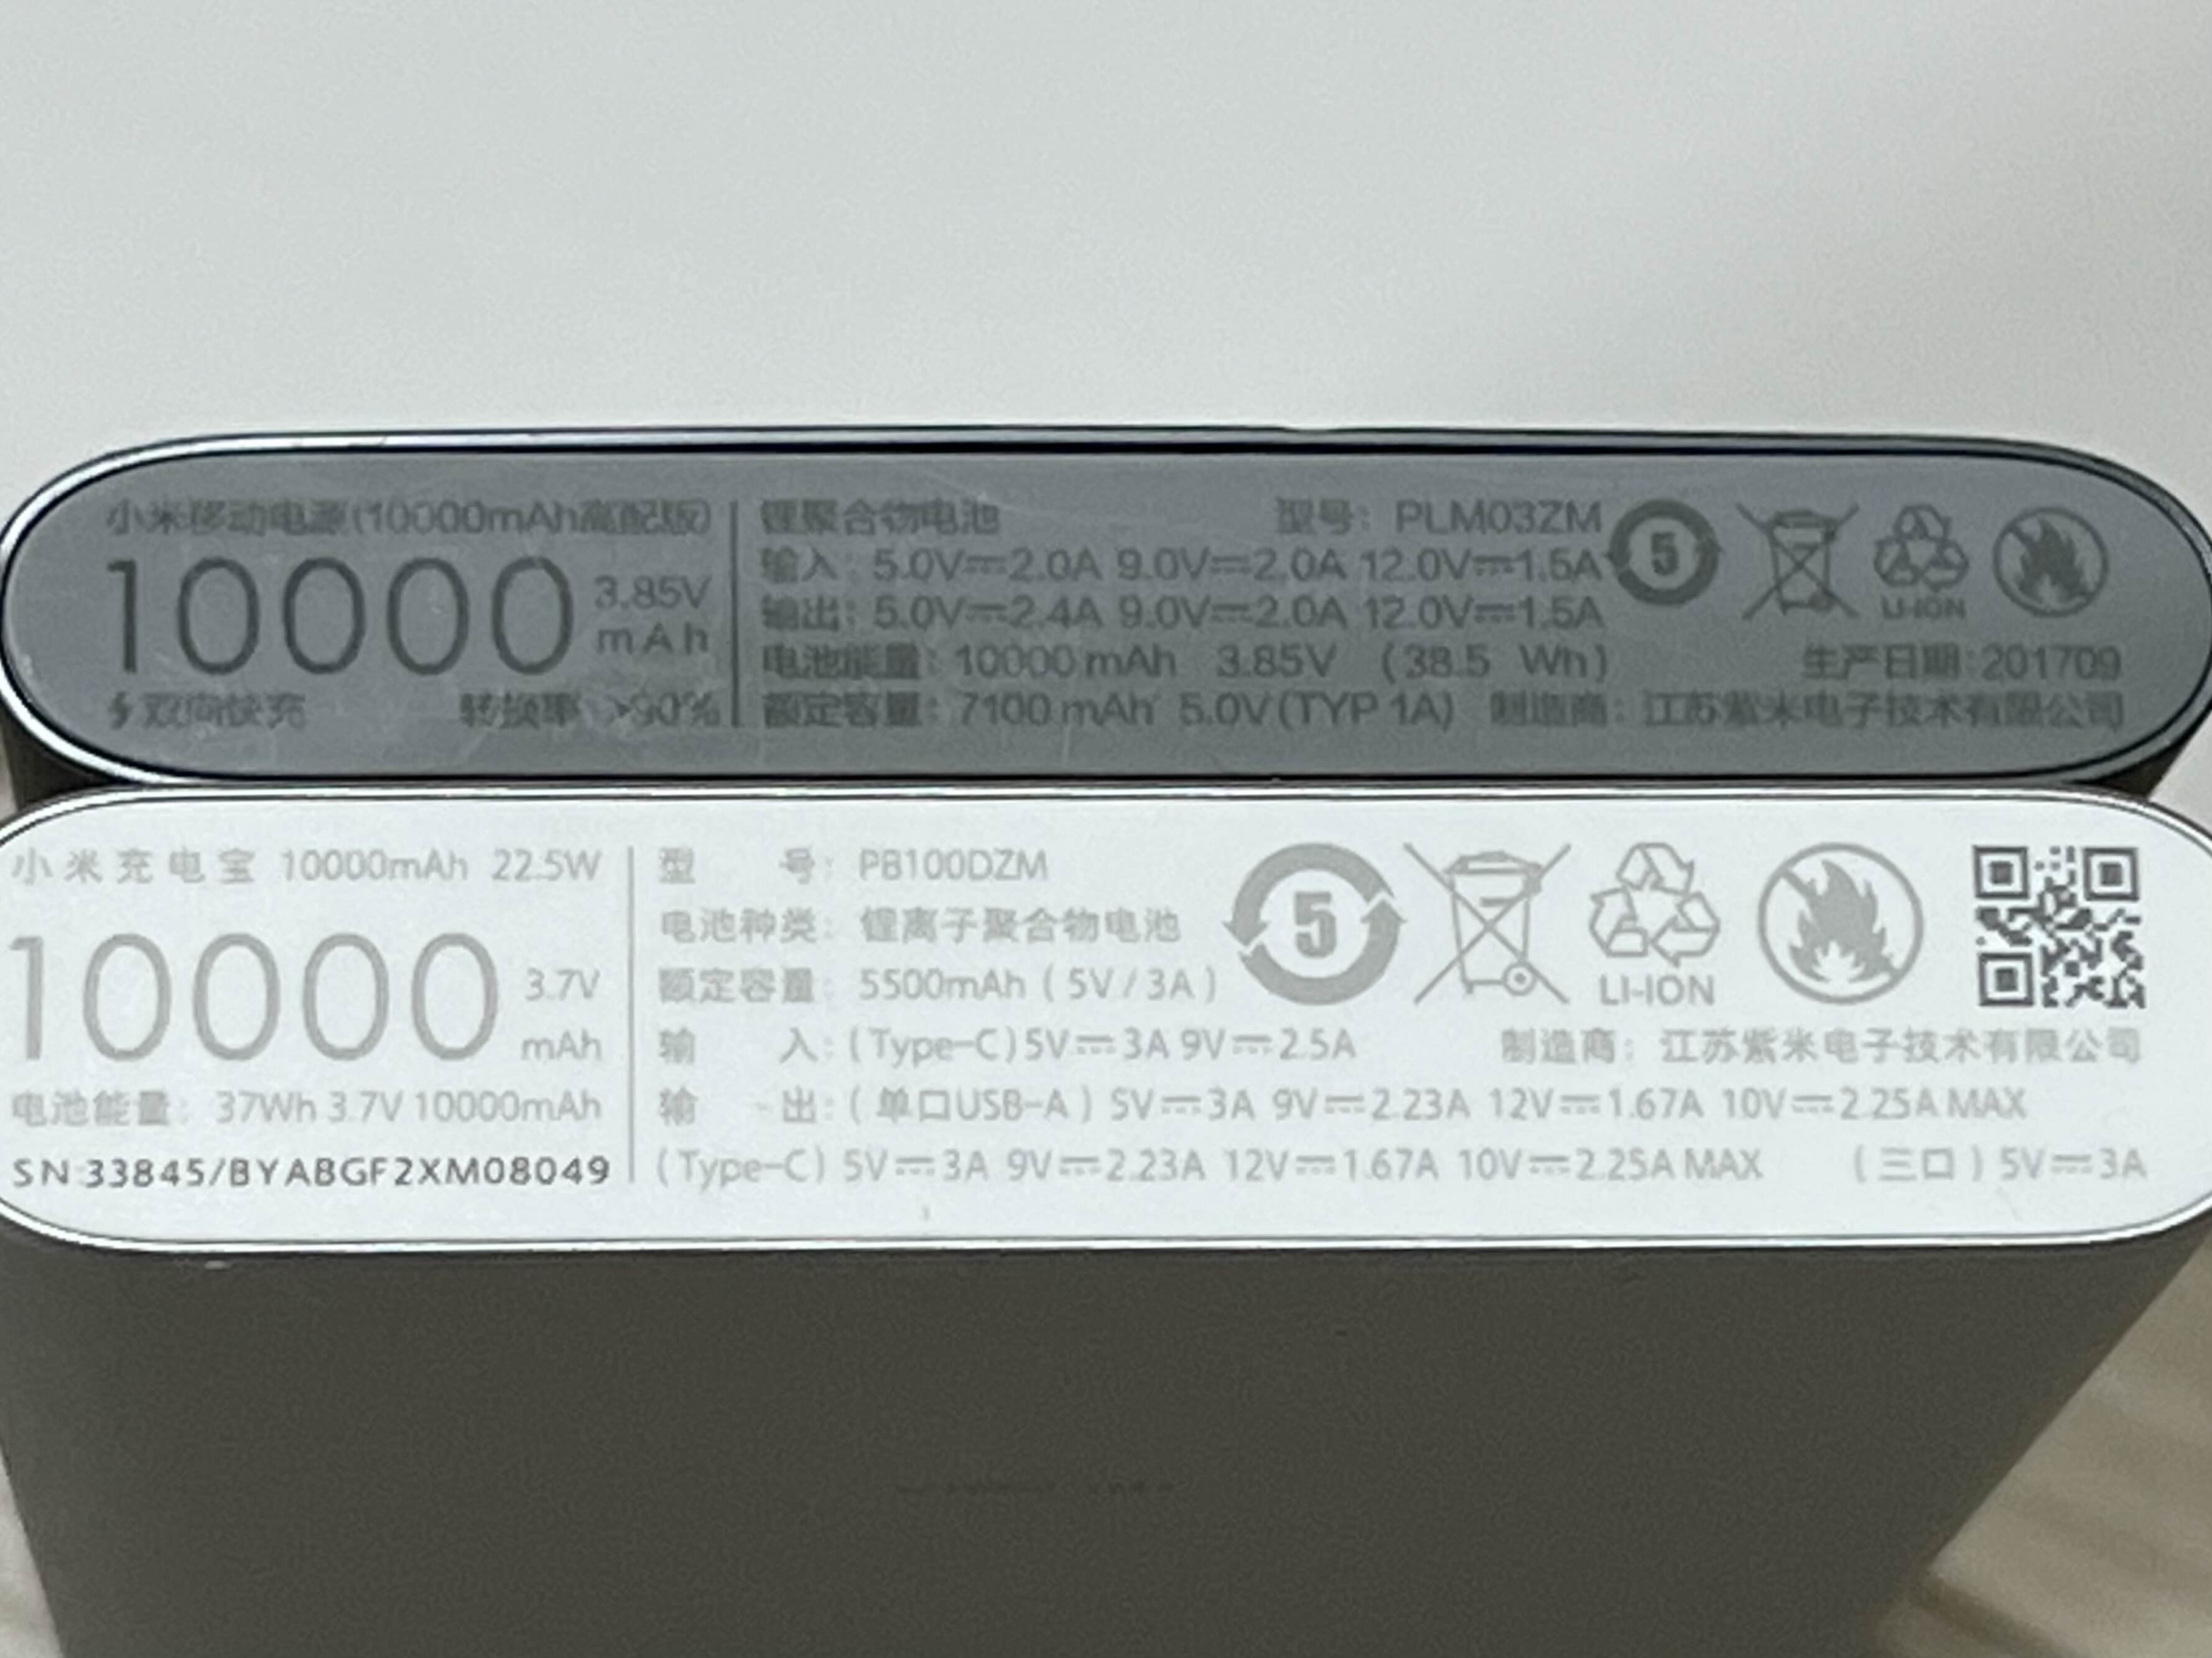 小米移动电源(10000mAh高配版)
10000 3.85V mAh
双向快充 转换率 >90%
锂聚合物电池 型号: PLM03ZM
输入: 5.0V⎓2.0A 9.0V⎓2.0A 12.0V⎓1.5A
输出: 5.0V⎓2.4A 9.0V⎓2.0A 12.0V⎓1.5A
电池能量: 10000 mAh 3.85V (38.5 Wh)
额定容量: 7100 mAh 5.0V(TYP 1A)
5
LI-ION
生产日期:201709
制造商: 江苏紫米电子技术有限公司
小米充电宝 10000mAh 22.5W
10000 3.7V mAh
电池能量: 37Wh 3.7V 10000mAh
SN:33845/BYABGF2XM08049
型 号: PB100DZM
电池种类: 锂离子聚合物电池
额定容量: 5500mAh (5V/3A)
输 入: (Type-C)5V⎓3A 9V⎓2.5A
输 出: (单口USB-A) 5V⎓3A 9V⎓2.23A 12V⎓1.67A 10V⎓2.25A MAX
(Type-C) 5V⎓3A 9V⎓2.23A 12V⎓1.67A 10V⎓2.25A MAX (三口) 5V⎓3A
5
LI-ION
制造商: 江苏紫米电子技术有限公司